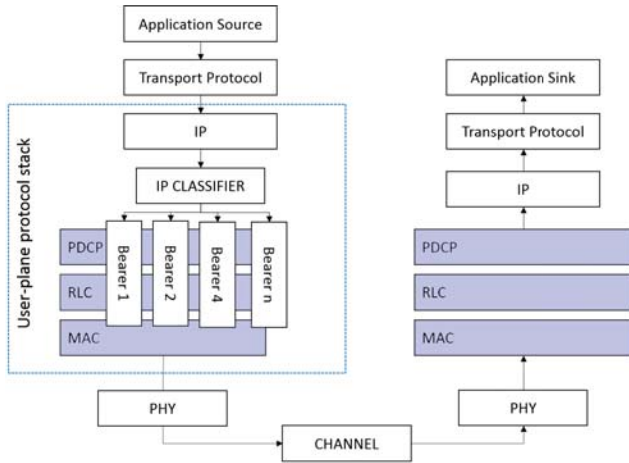 Application Source
Transport Protocol
IP
IP CLASSIFIER
User-plane protocol stack
Bearer 1
Bearer 2
Bearer 4
Bearer n
PDCP
RLC
MAC
PHY
CHANNEL
Application Sink
Transport Protocol
IP
PDCP
RLC
MAC
PHY